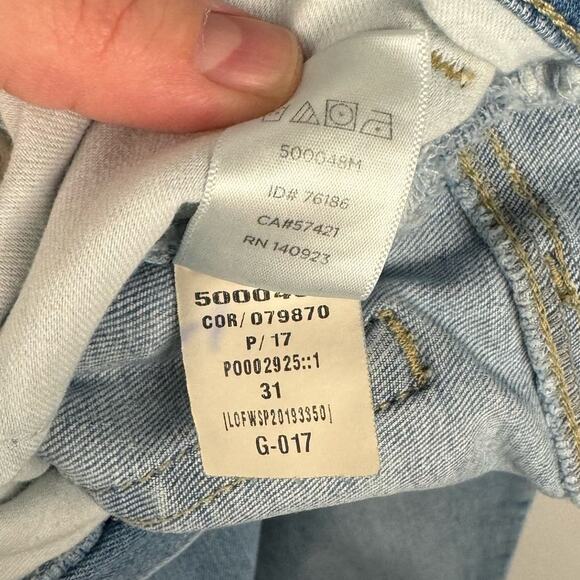 500048M
ID# 76186
CA#57421
RN 140923
COR/079870
P/17
P0002925::1
31
|LOFWSP20193350|
G-017